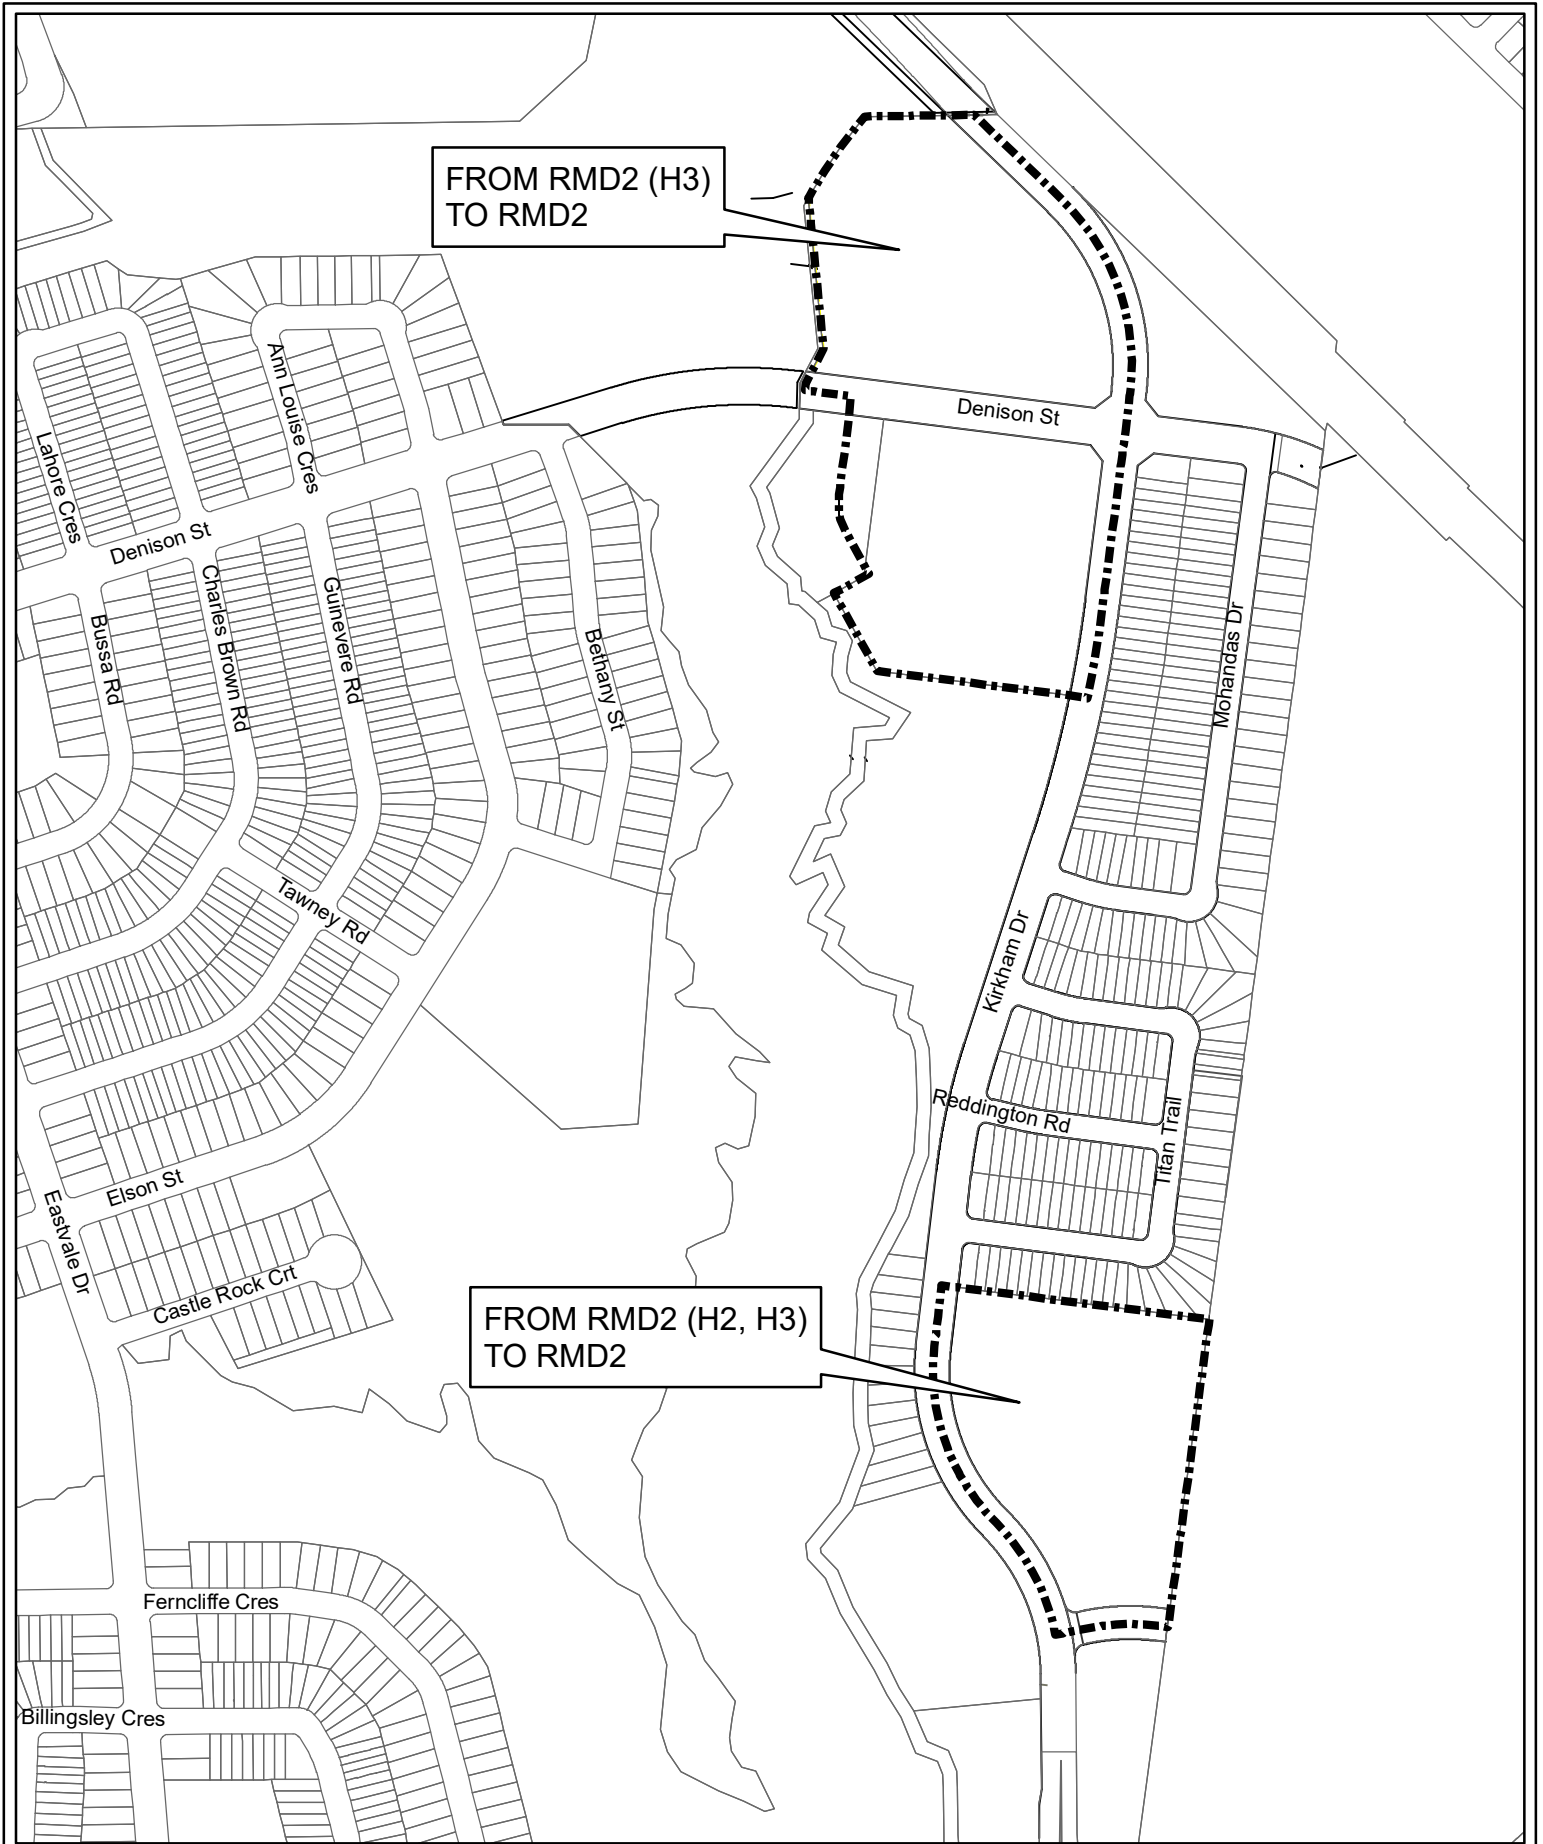 FROM RMD2 (H3)
TO RMD2
Denison St
Ann Louise Cres
Lahore Cres
Denison St
Bussa Rd
Charles Brown Rd
Guinevere Rd
Bethany St
Mohandas Dr
Tawney Rd
Kirkham Dr
Reddington Rd
Titan Trail
Elson St
Eastvale Dr
Castle Rock Crt
FROM RMD2 (H2, H3)
TO RMD2
Ferncliffe Cres
Billingsley Cres